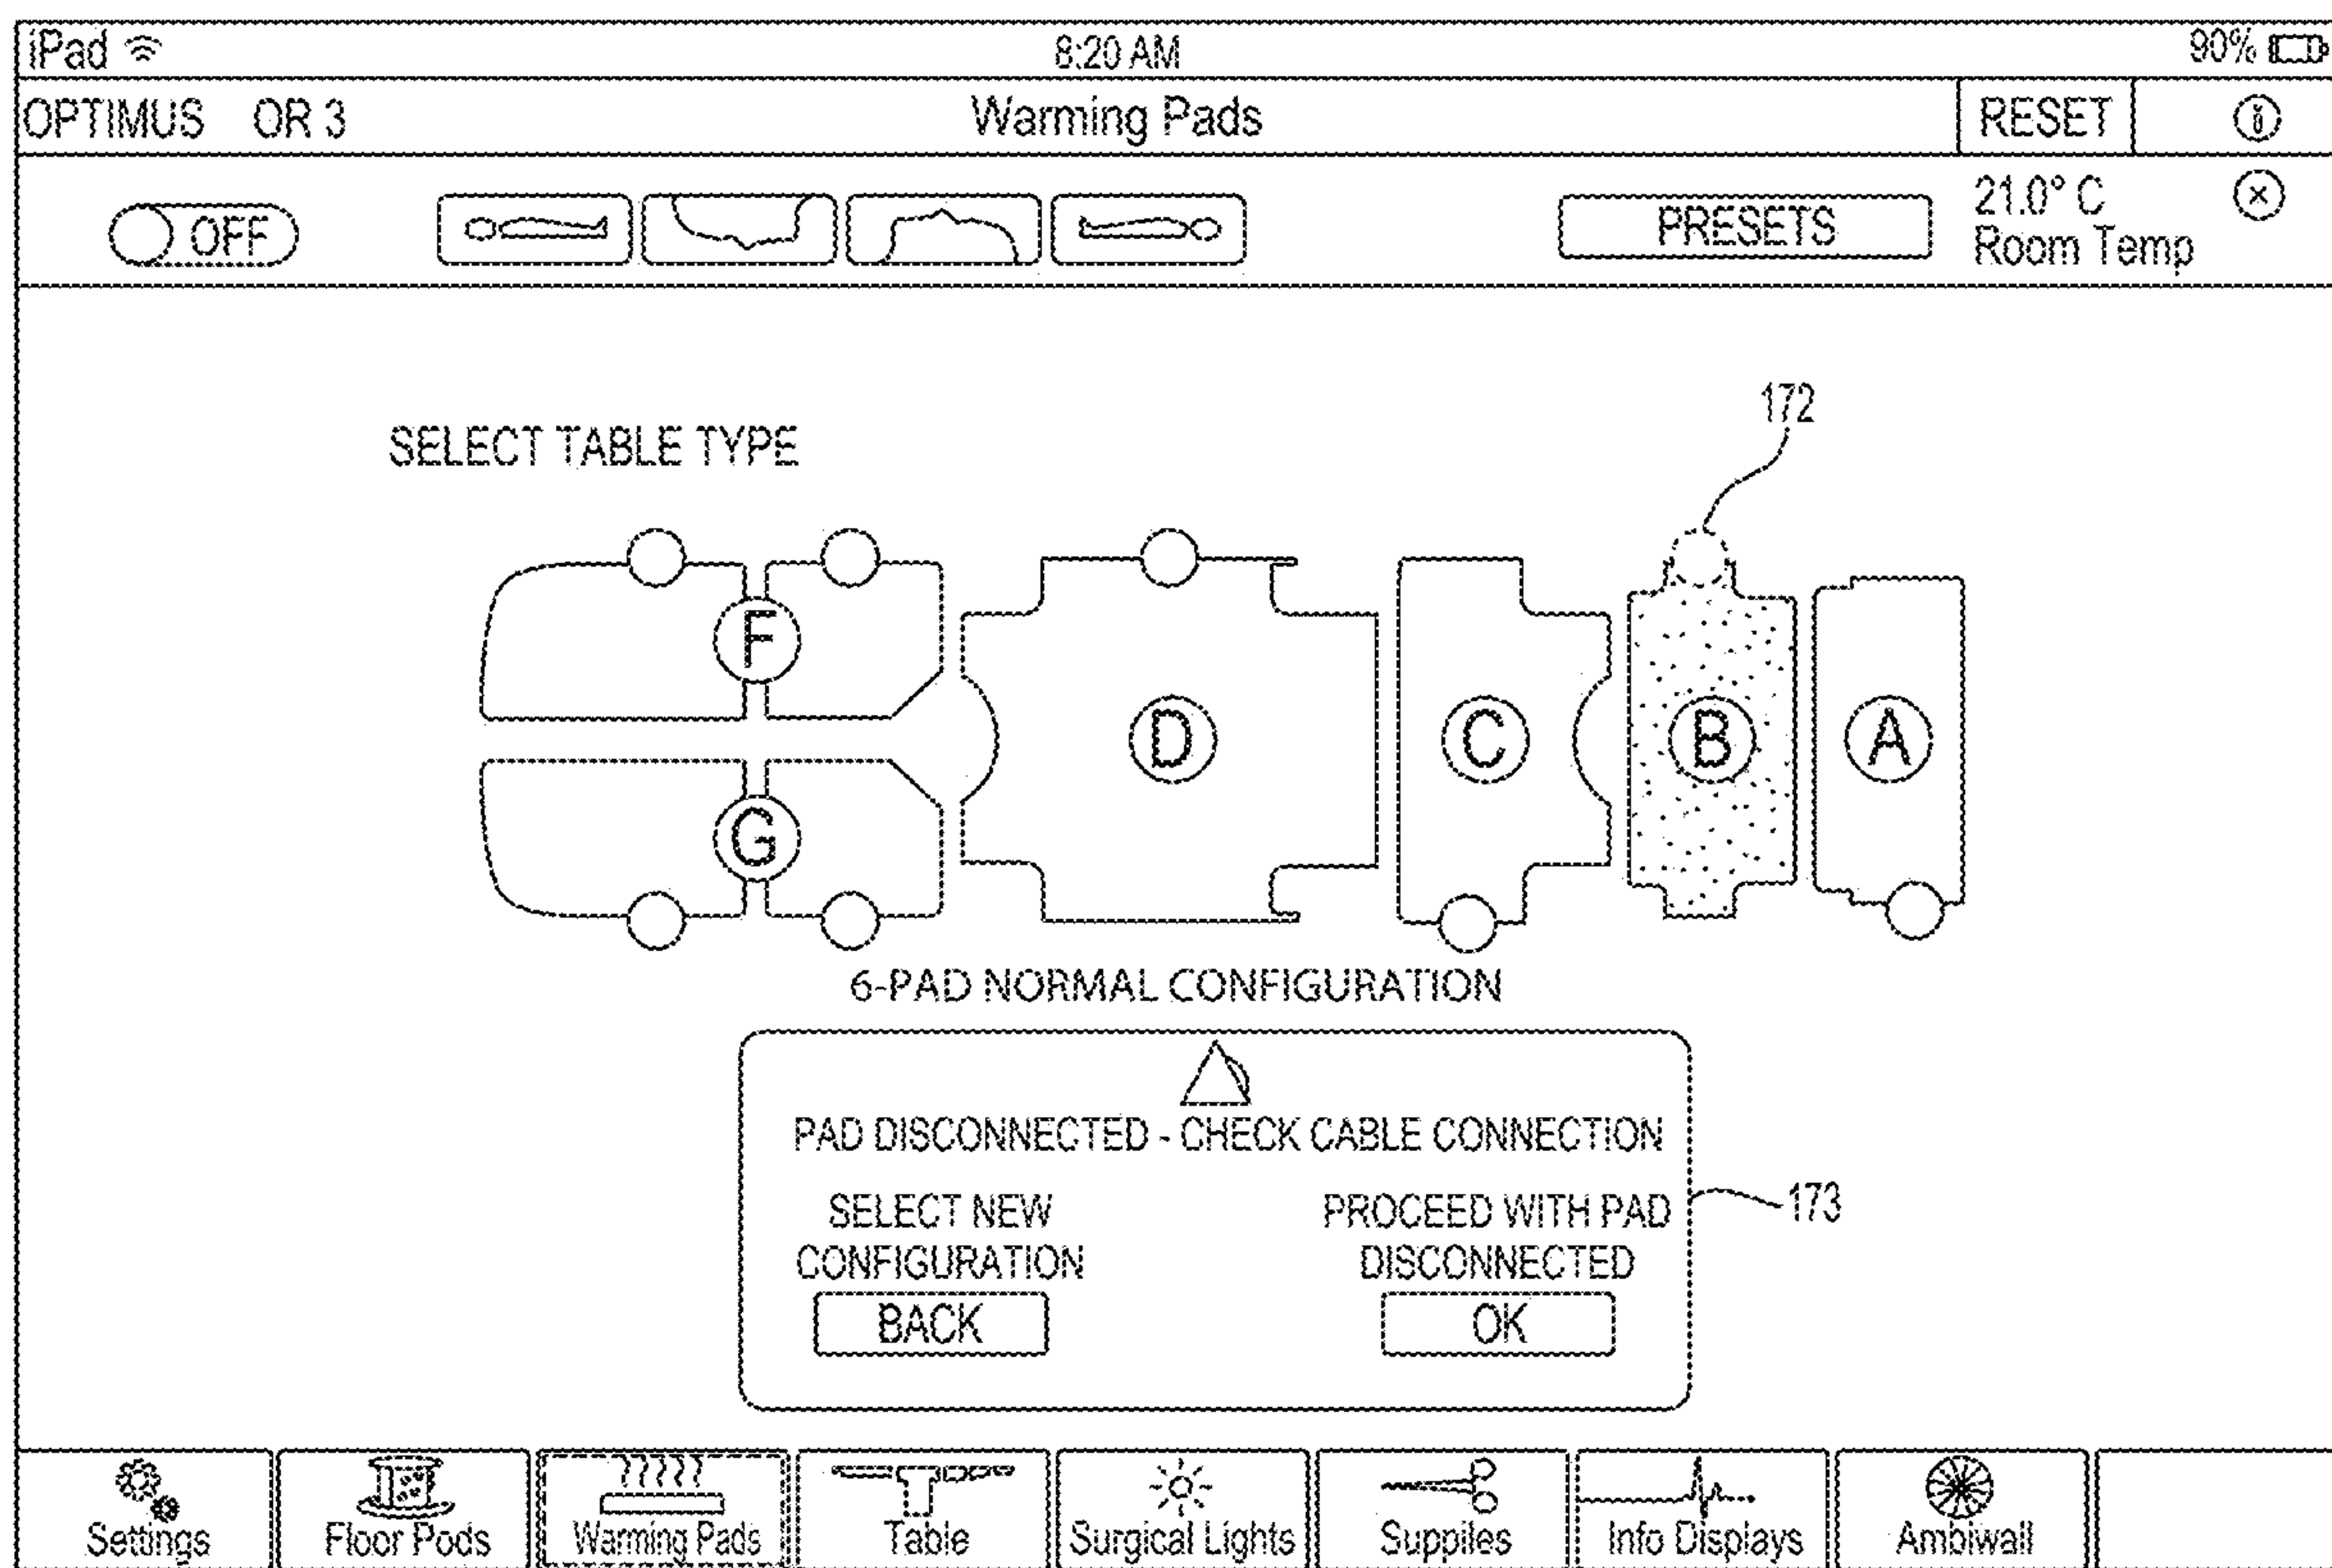 iPad 8:20 AM 90%
OPTIMUS OR 3 Warming Pads RESET i
OFF PRESETS 21.0° C
Room Temp
172
SELECT TABLE TYPE
F
D C B A
G
6-PAD NORMAL CONFIGURATION
PAD DISCONNECTED - CHECK CABLE CONNECTION
SELECT NEW PROCEED WITH PAD
173
CONFIGURATION DISCONNECTED
BACK OK
Settings Floor Pods Warming Pads Table Surgical Lights Suppiles Info Displays Ambiwall